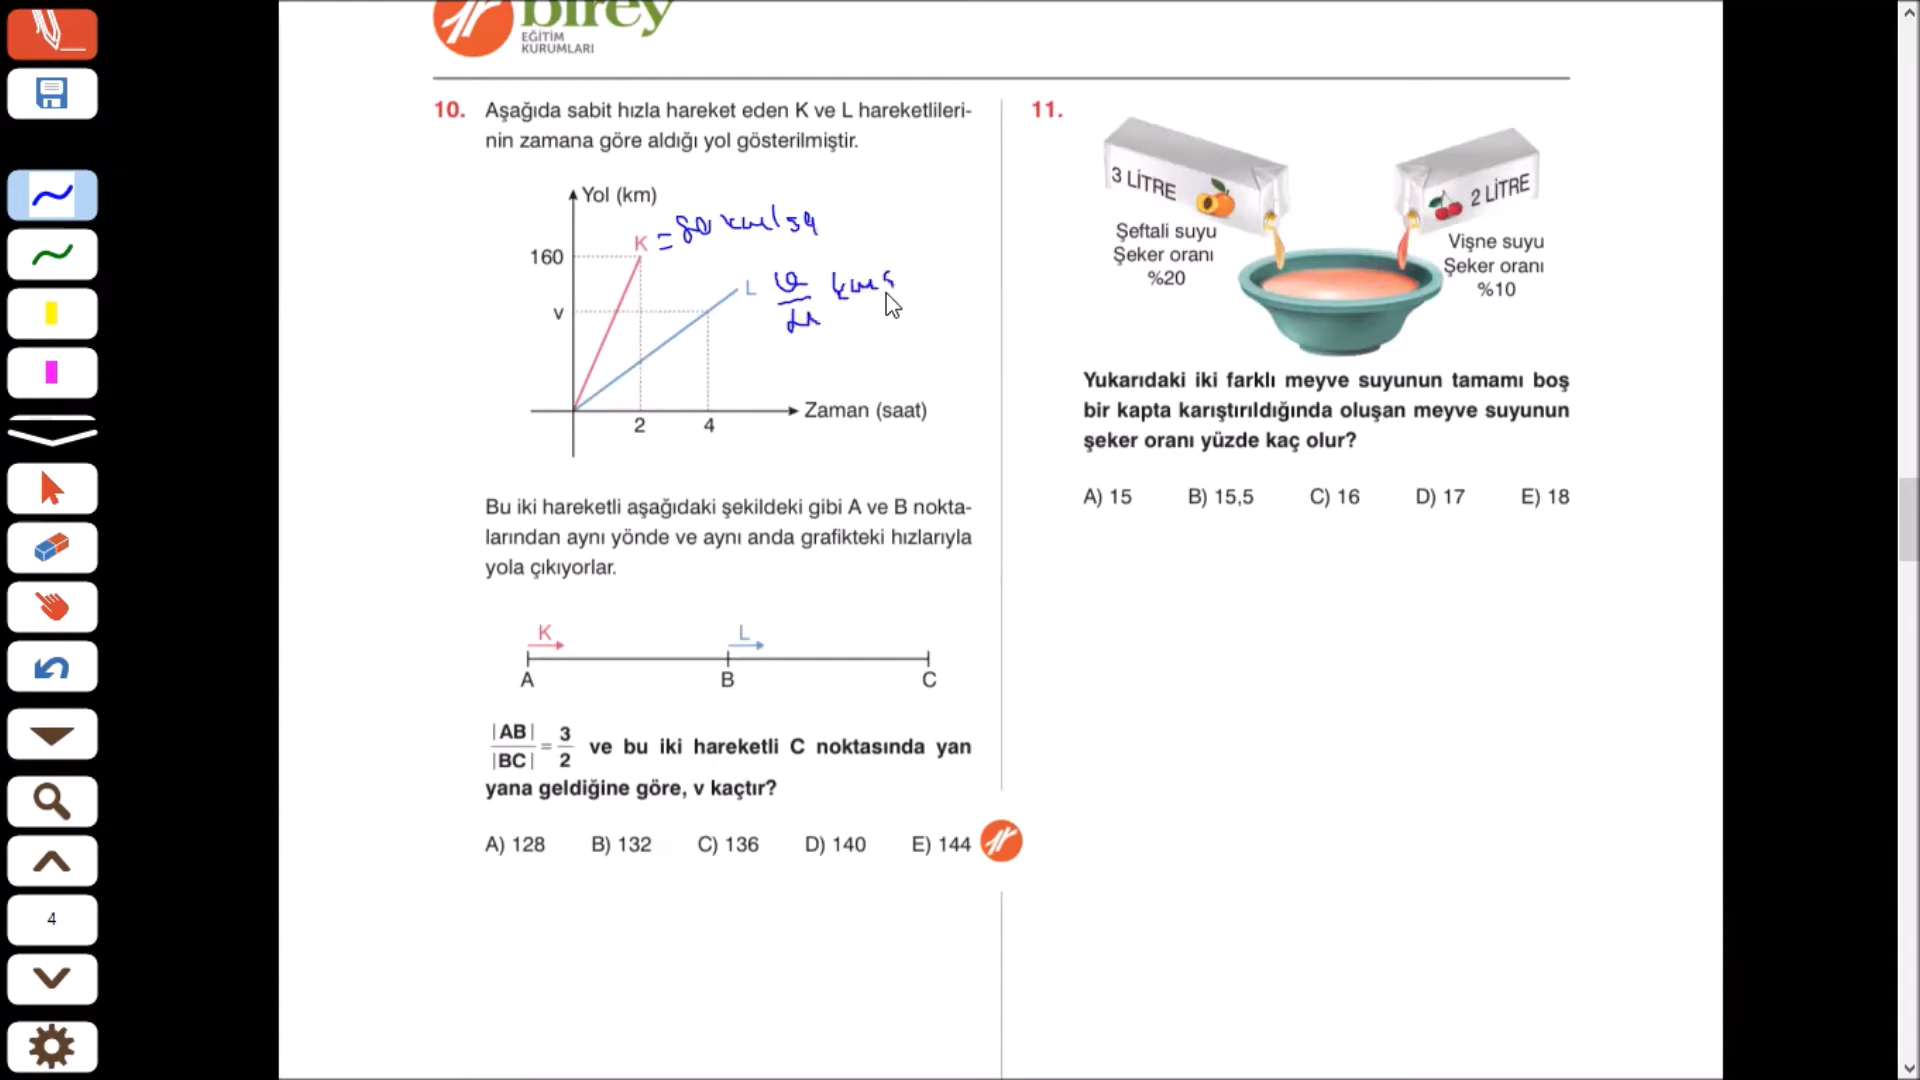 birey
EĞİTİM
KURUMLARI
10. Aşağıda sabit hızla hareket eden K ve L hareketlileri-
nin zamana göre aldığı yol gösterilmiştir.
Yol (km)
K = 80 km/sa
160
L v/4 km
v
Zaman (saat)
2 4
Bu iki hareketli aşağıdaki şekildeki gibi A ve B nokta-
larından aynı yönde ve aynı anda grafikteki hızlarıyla
yola çıkıyorlar.
K L
A B C
|AB|/|BC| = 3/2 ve bu iki hareketli C noktasında yan
yana geldiğine göre, v kaçtır?
A) 128 B) 132 C) 136 D) 140 E) 144
11.
3 LİTRE
2 LİTRE
Şeftali suyu
Şeker oranı
%20
Vişne suyu
Şeker oranı
%10
Yukarıdaki iki farklı meyve suyunun tamamı boş
bir kapta karıştırıldığında oluşan meyve suyunun
şeker oranı yüzde kaç olur?
A) 15 B) 15,5 C) 16 D) 17 E) 18
4